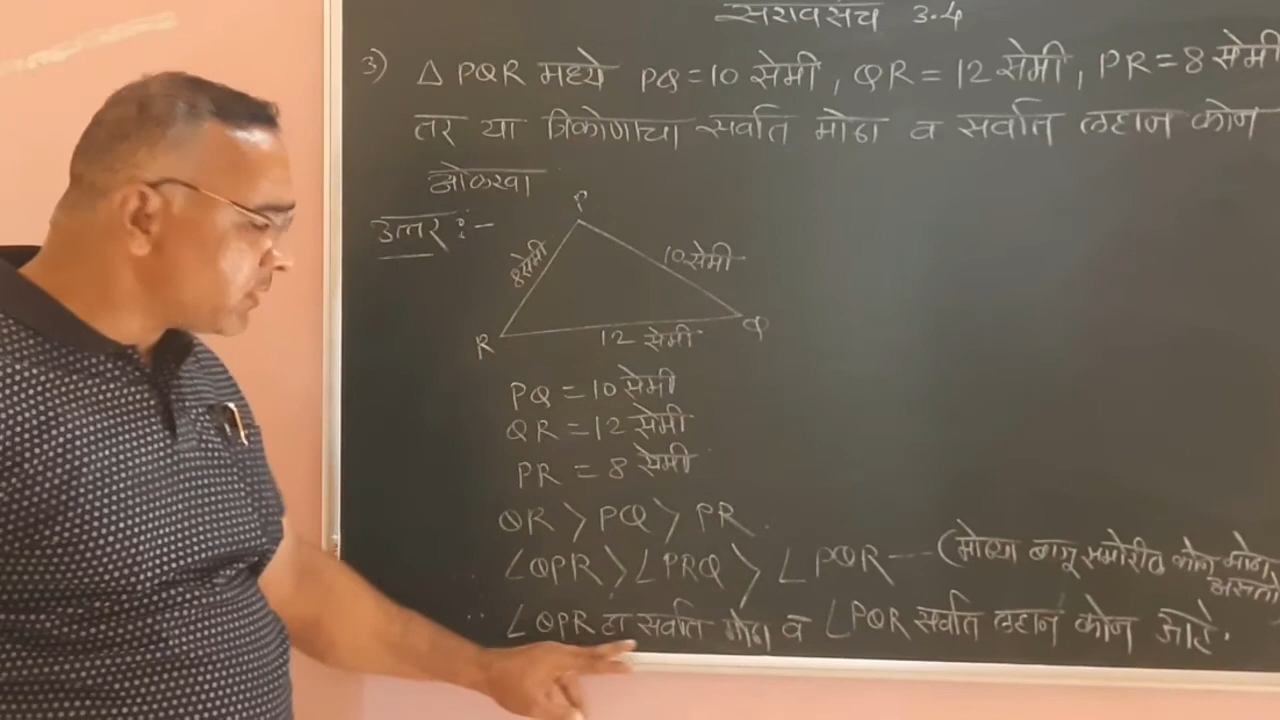 सरावसंच 3.4
3) △ PQR मध्ये PQ=10 सेमी, QR = 12 सेमी, PR=8 सेमी
तर या त्रिकोणाचा सर्वात मोठा व सर्वात लहान कोन
ओळखा
उत्तर :-
P
8 सेमी
10 सेमी
R
12 सेमी
Q
PQ = 10 सेमी
QR = 12 सेमी
PR = 8 सेमी
QR > PQ > PR.
∠QPR > ∠PRQ > ∠PQR -- (मोठ्या बाजू समोरील कोन मोठा
असतो
∴ ∠QPR हा सर्वात मोठा व ∠PQR सर्वात लहान कोन आहे.